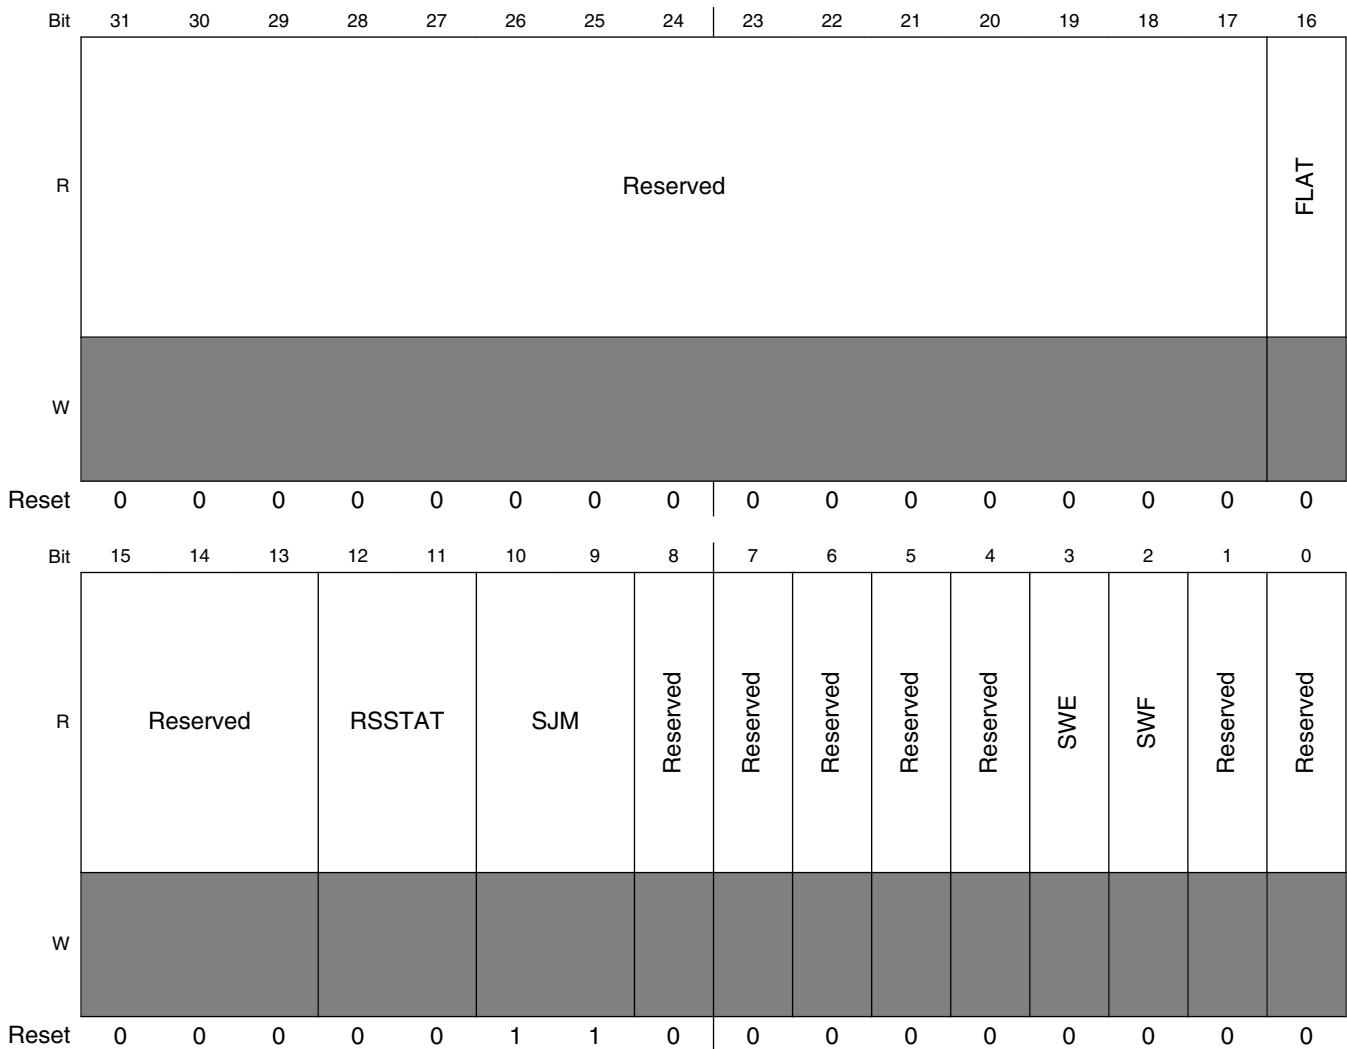 Bit 31 30 29 28 27 26 25 24 23 22 21 20 19 18 17 16
R Reserved FLAT
W
Reset 0 0 0 0 0 0 0 0 0 0 0 0 0 0 0 0
Bit 15 14 13 12 11 10 9 8 7 6 5 4 3 2 1 0
R Reserved RSSTAT SJM Reserved Reserved Reserved Reserved Reserved SWE SWF Reserved Reserved
W
Reset 0 0 0 0 0 1 1 0 0 0 0 0 0 0 0 0